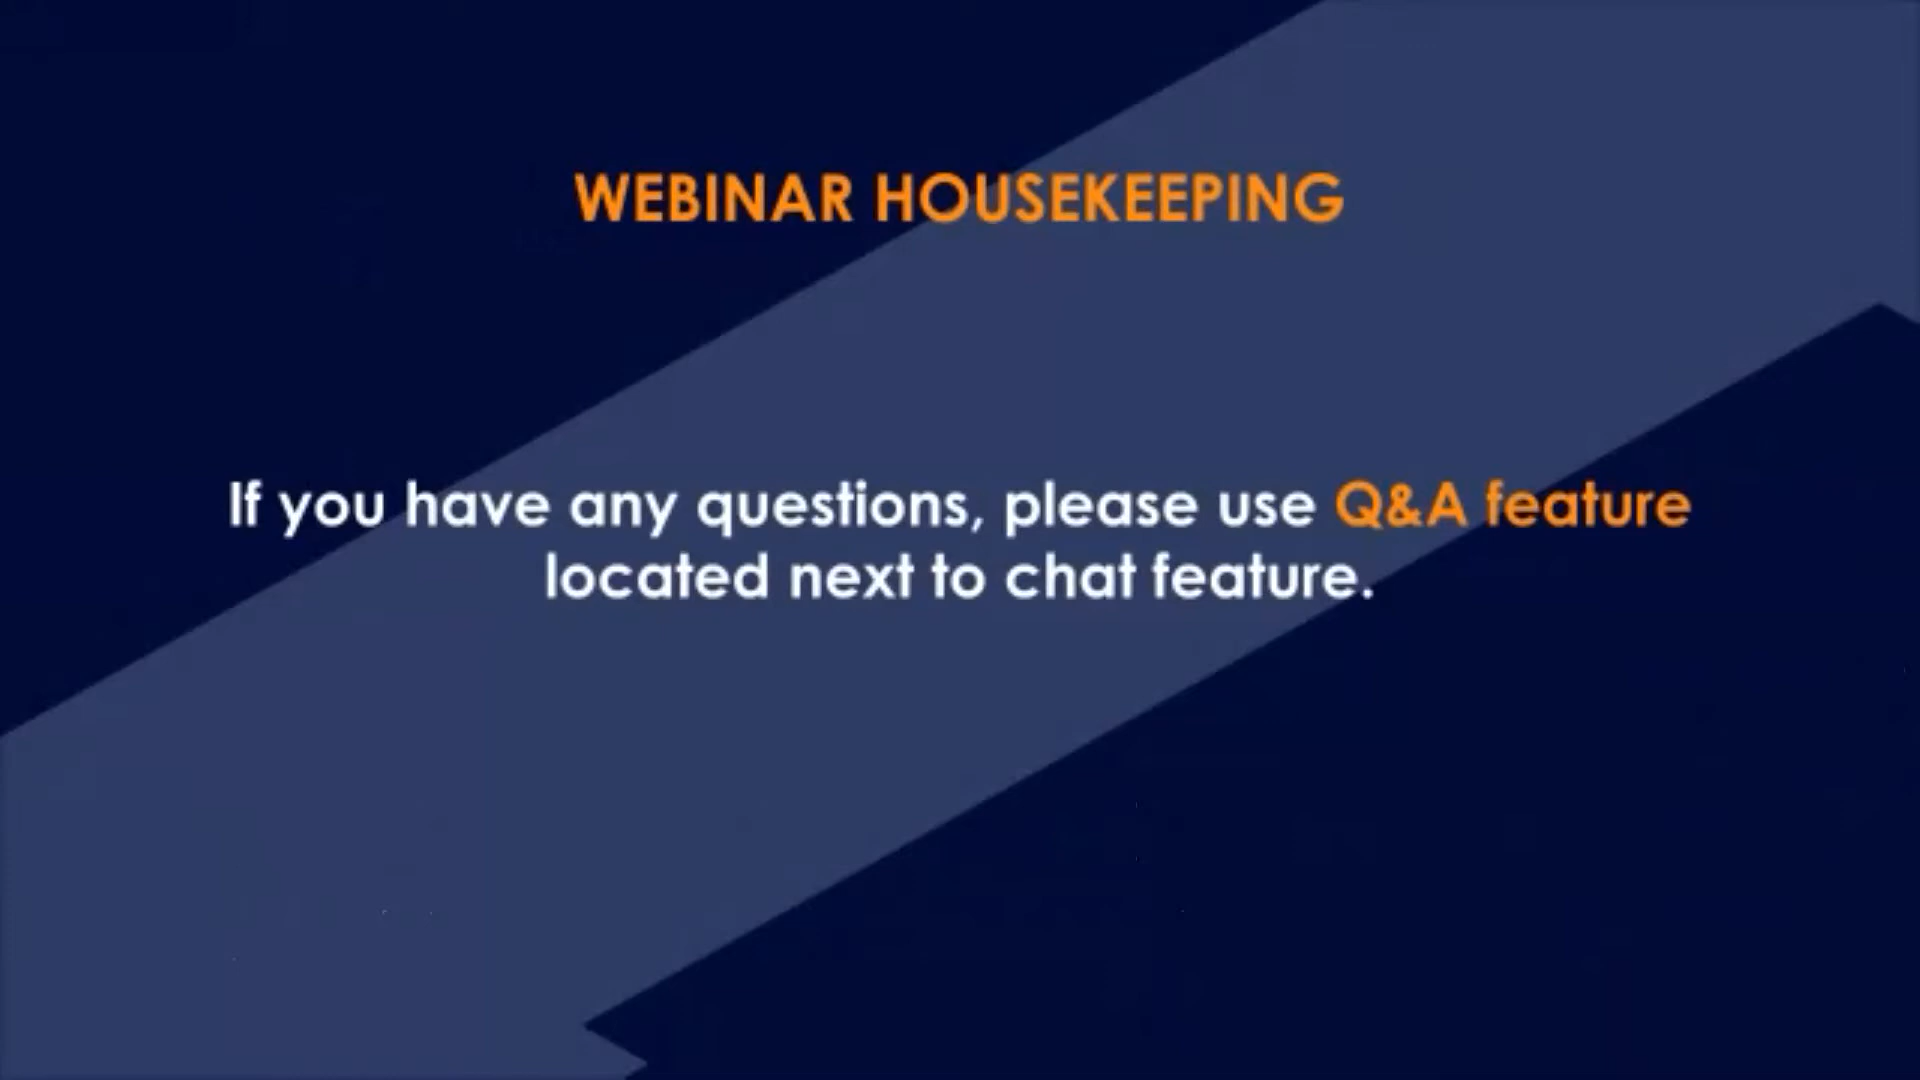 WEBINAR HOUSEKEEPING
If you have any questions, please use Q&A feature
located next to chat feature.